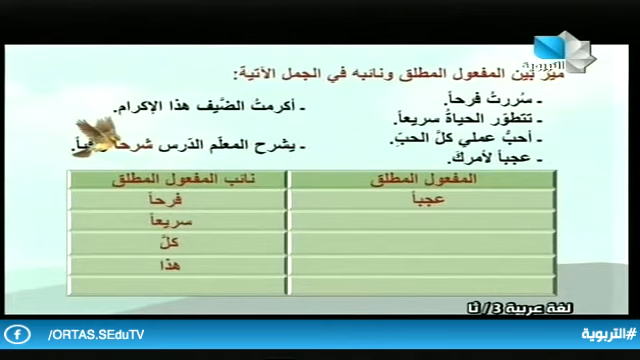 التربوية
ميّز بين المفعول المطلق ونائبه في الجمل الآتية:
ـ سُررتُ فرحاً.
ـ تتطوّر الحياةُ سريعاً.
ـ أحبُّ عملي كلَّ الحبّ.
ـ عجباً لأمركَ.
ـ أكرمتُ الضَّيف هذا الإكرام.
ـ يشرح المعلّم الدّرس شرحاً
المفعول المطلق نائب المفعول المطلق
عجباً فرحاً
سريعاً
كلَّ
هذا
لغة عربية /3/ ثا
/ORTAS.SEduTV #التربوية